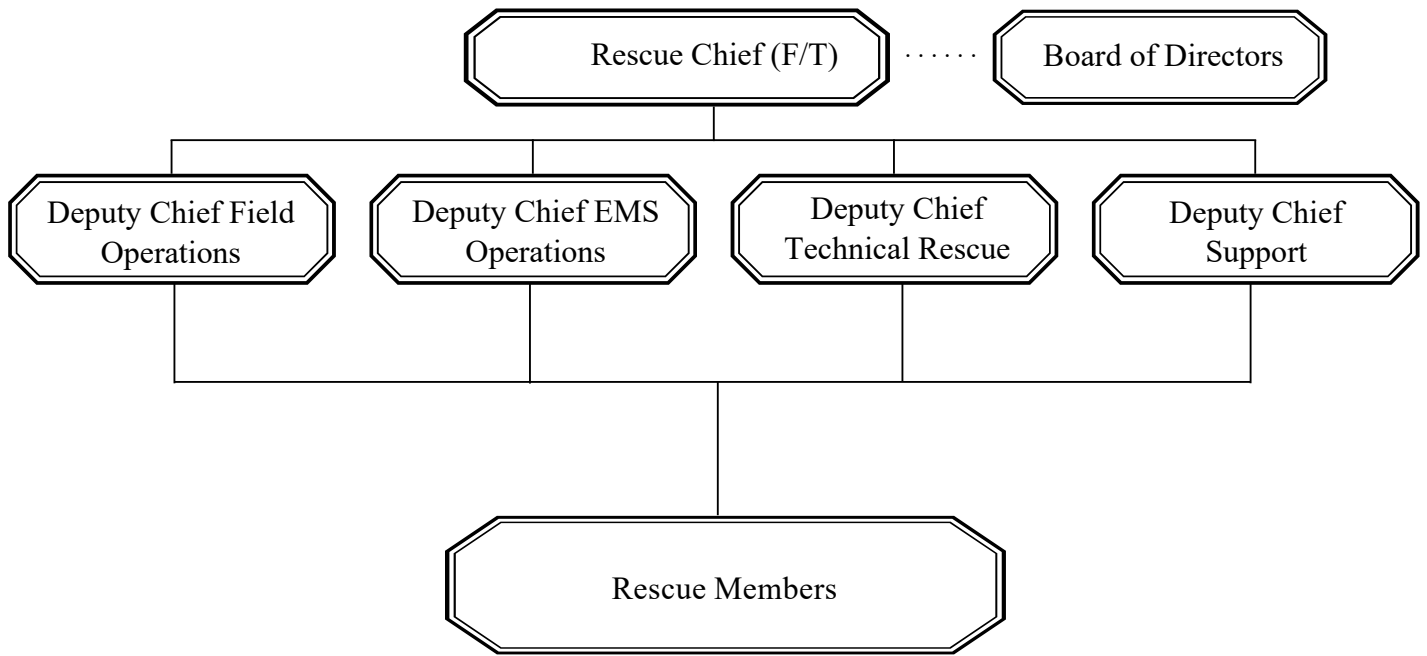 Rescue Chief (F/T)
Board of Directors
Deputy Chief Field
Operations
Deputy Chief EMS
Operations
Deputy Chief
Technical Rescue
Deputy Chief
Support
Rescue Members